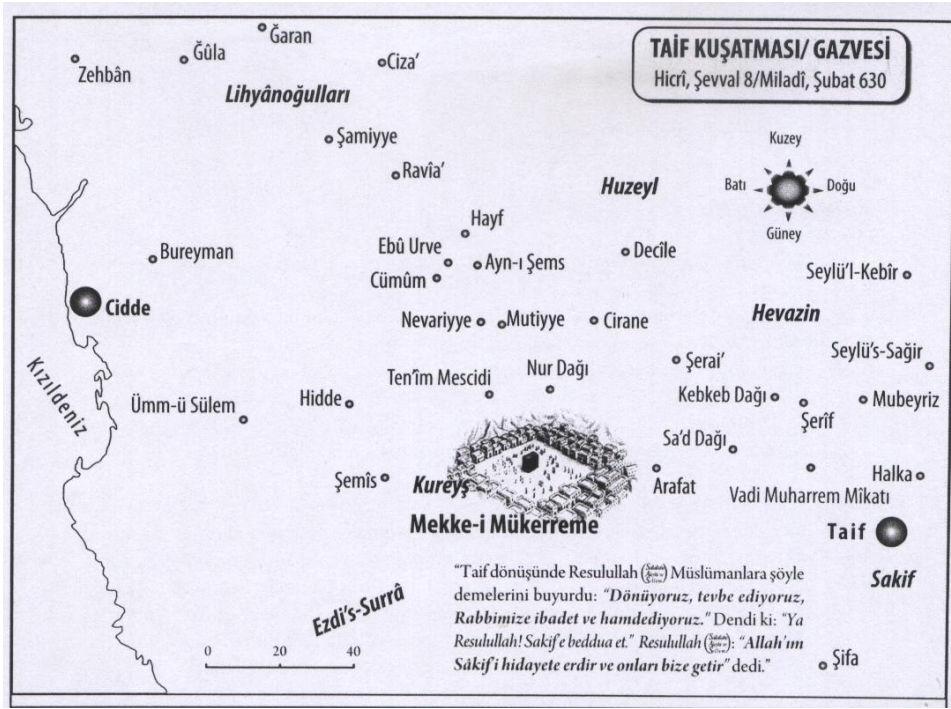 TAİF KUŞATMASI/ GAZVESİ
Hicrî, Şevval 8/Miladî, Şubat 630
Ğaran
Ğûla
Zehbân
Ciza'
Lihyânoğulları
Şamiyye
Ravîa'
Kuzey
Batı
Doğu
Güney
Huzeyl
Hayf
Ebû Urve
Ayn-ı Şems
Cümûm
Decîle
Bureyman
Seylü'l-Kebîr
Cidde
Hevazin
Nevariyye
Mutiyye
Cirane
Kızıldeniz
Şerai'
Seylü's-Sağir
Nur Dağı
Ten'îm Mescidi
Ümm-ü Sülem
Hidde
Kebkeb Dağı
Mubeyriz
Şerîf
Sa'd Dağı
Şemîs
Kureyş
Arafat
Vadi Muharrem Mîkatı
Halka
Mekke-i Mükerreme
Taif
Sakif
Ezdi's-Surrâ
"Taif dönüşünde Resulullah Müslümanlara şöyle
demelerini buyurdu: "Dönüyoruz, tevbe ediyoruz,
Rabbimize ibadet ve hamdediyoruz." Dendi ki: "Ya
Resulullah! Sakif'e beddua et." Resulullah : "Allah'ım
Sâkif'i hidayete erdir ve onları bize getir" dedi."
Şifa
0 20 40